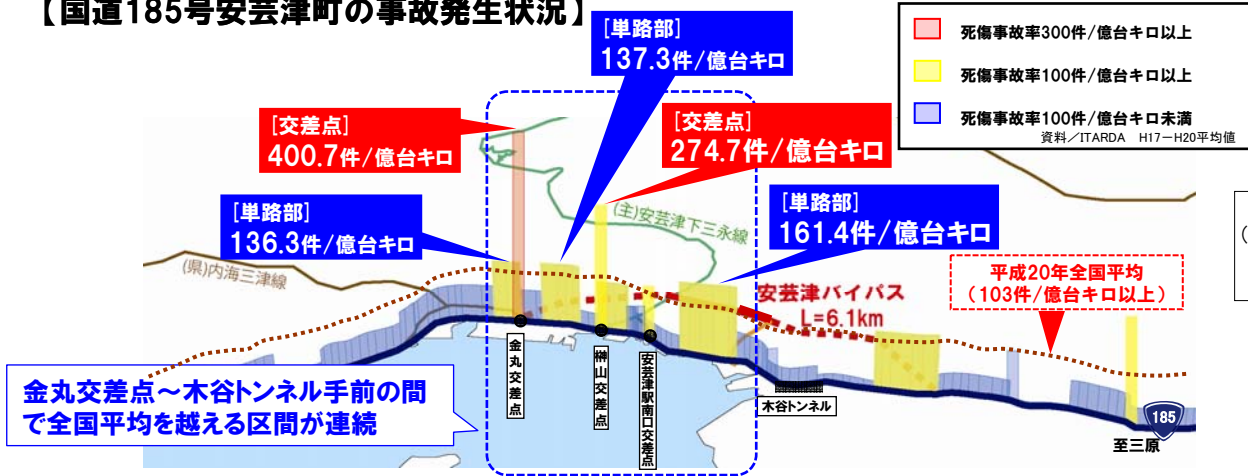 【国道185号安芸津町の事故発生状況】
[単路部]
137.3件/億台キロ
死傷事故率300件/億台キロ以上
死傷事故率100件/億台キロ以上
死傷事故率100件/億台キロ未満
資料/ITARDA H17-H20平均値
[交差点]
400.7件/億台キロ
[交差点]
274.7件/億台キロ
[単路部]
136.3件/億台キロ
[単路部]
161.4件/億台キロ
(主)安芸津下三永線
(県)内海三津線
平成20年全国平均
(103件/億台キロ以上)
安芸津バイパス
L=6.1km
金丸交差点
榊山交差点
安芸津駅南口交差点
木谷トンネル
金丸交差点~木谷トンネル手前の間
で全国平均を越える区間が連続
185
至三原
(